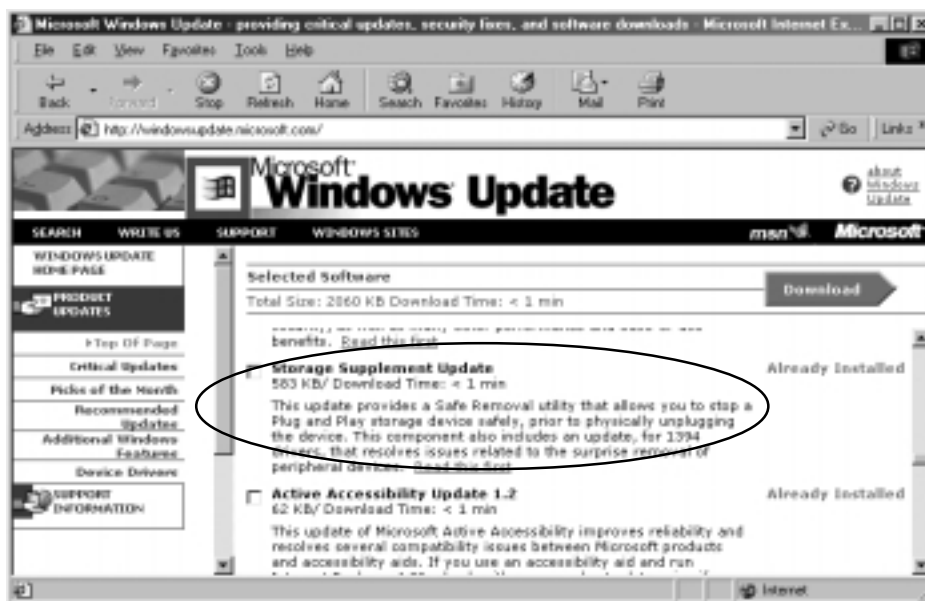 Microsoft Windows Update - providing critical updates, security fixes, and software downloads - Microsoft Internet Ex...
File Edit View Favorites Tools Help
Back Forward Stop Refresh Home Search Favorites History Mail Print
Address http://windowsupdate.microsoft.com/ Go Links »
Microsoft
Windows Update
about
Windows
Update
SEARCH WRITE US SUPPORT WINDOWS SITES msn Microsoft
WINDOWS UPDATE
HOME PAGE
PRODUCT
UPDATES
Top Of Page
Critical Updates
Picks of the Month
Recommended
Updates
Additional Windows
Features
Device Drivers
SUPPORT
INFORMATION
Selected Software
Total Size: 2060 KB Download Time: < 1 min
Download
benefits. Read this first
Storage Supplement Update
Already Installed
583 KB/ Download Time: < 1 min
This update provides a Safe Removal utility that allows you to stop a
Plug and Play storage device safely, prior to physically unplugging
the device. This component also includes an update, for 1394
drivers, that resolves issues related to the surprise removal of
peripheral devices. Read this first
Active Accessibility Update 1.2
Already Installed
62 KB/ Download Time: < 1 min
This update of Microsoft Active Accessibility improves reliability and
resolves several compatibility issues between Microsoft products
and accessibility aids. If you use an accessibility aid and run
Internet